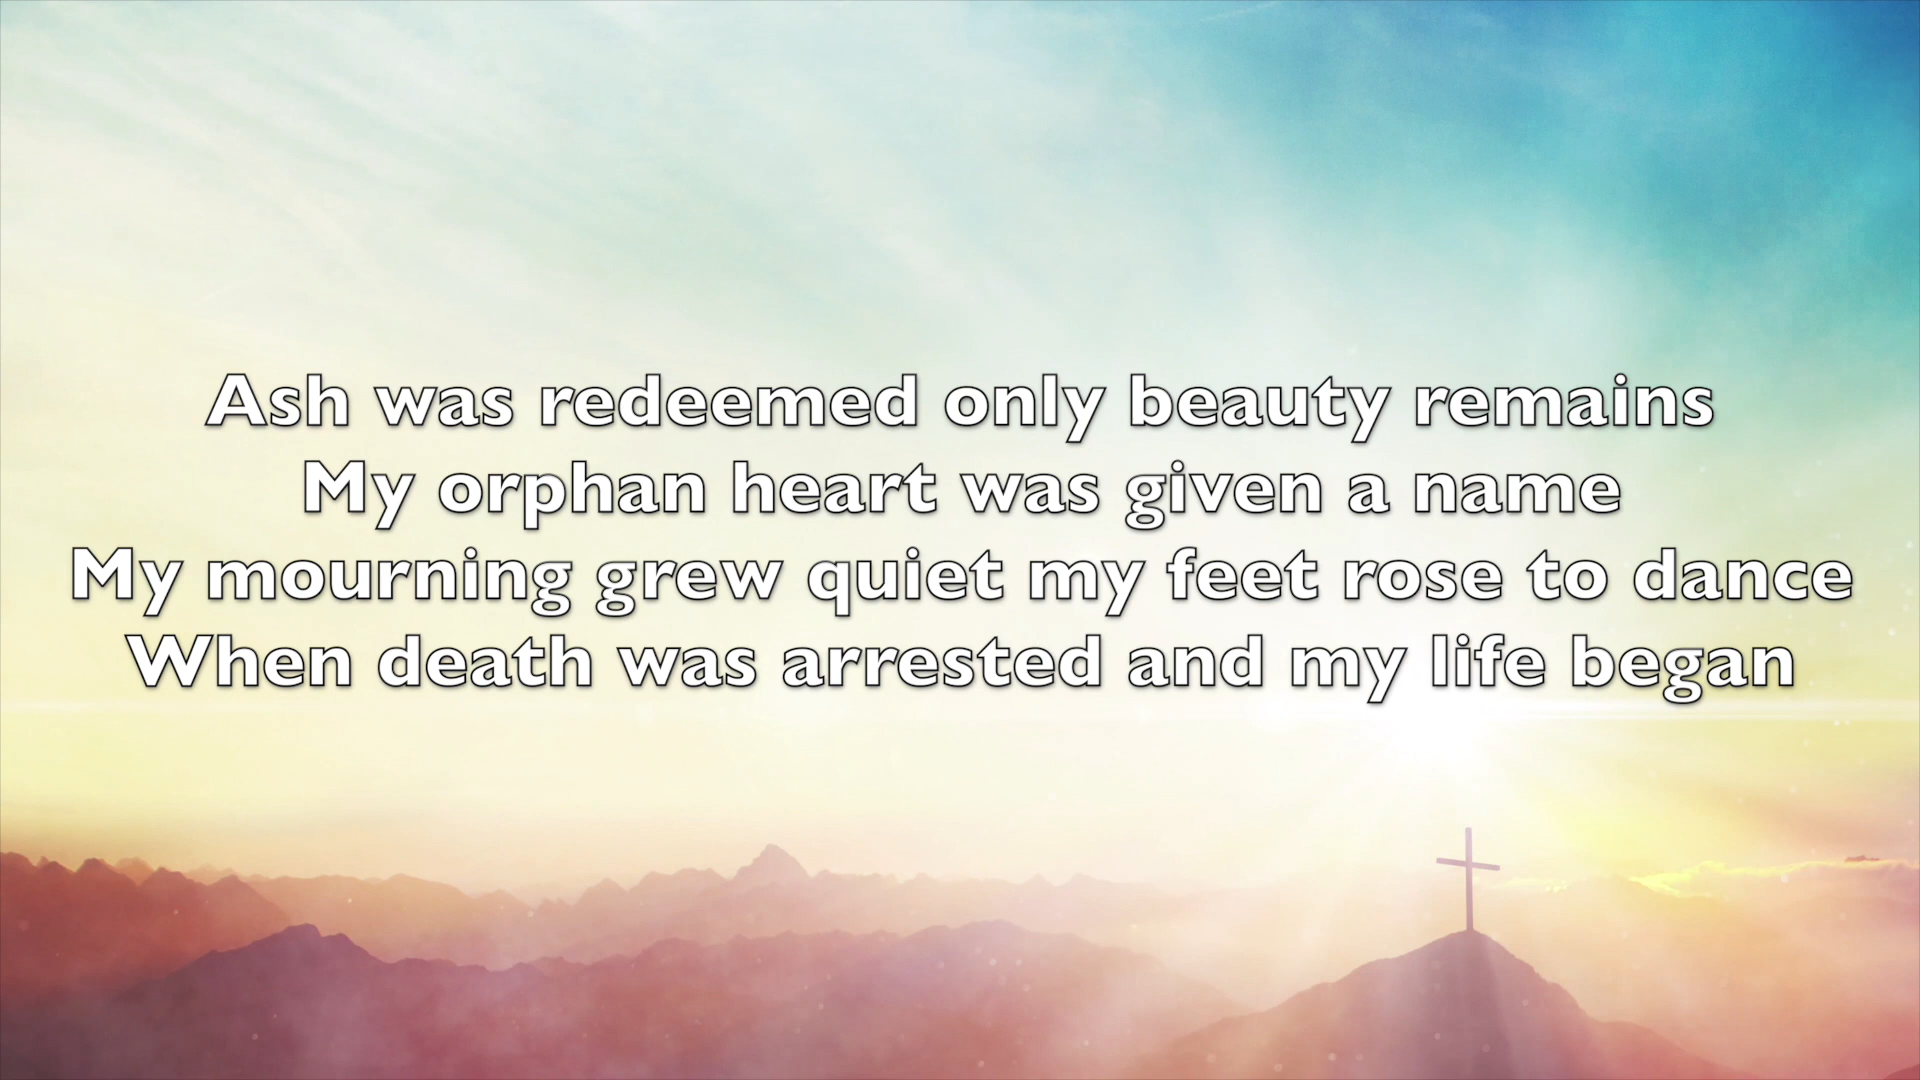 Ash was redeemed only beauty remains
My orphan heart was given a name
My mourning grew quiet my feet rose to dance
When death was arrested and my life began